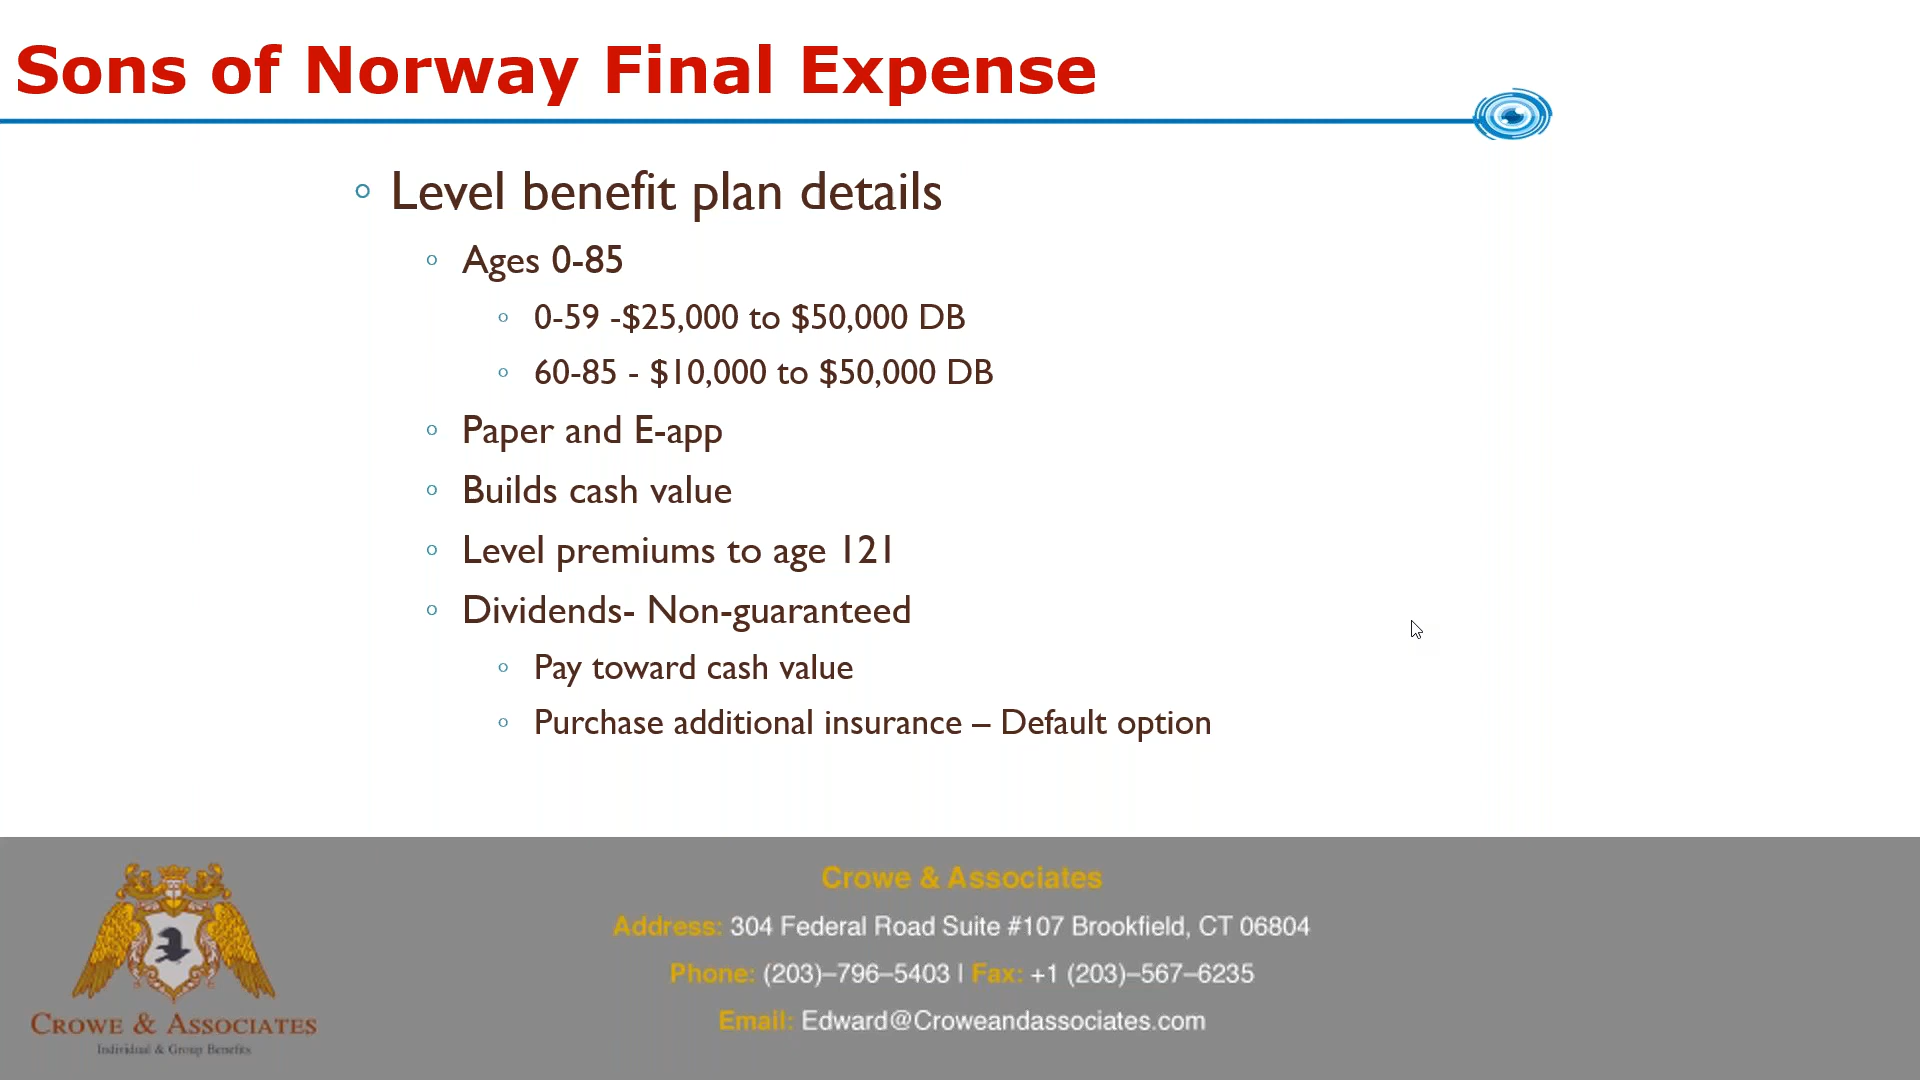 Sons of Norway Final Expense
Level benefit plan details
Ages 0-85
0-59 -$25,000 to $50,000 DB
60-85 - $10,000 to $50,000 DB
Paper and E-app
Builds cash value
Level premiums to age 121
Dividends- Non-guaranteed
Pay toward cash value
Purchase additional insurance – Default option
Crowe & Associates
Address: 304 Federal Road Suite #107 Brookfield, CT 06804
Phone: (203)–796–5403 | Fax: +1 (203)–567–6235
Email: Edward@Croweandassociates.com
Crowe & Associates
Individual & Group Benefits